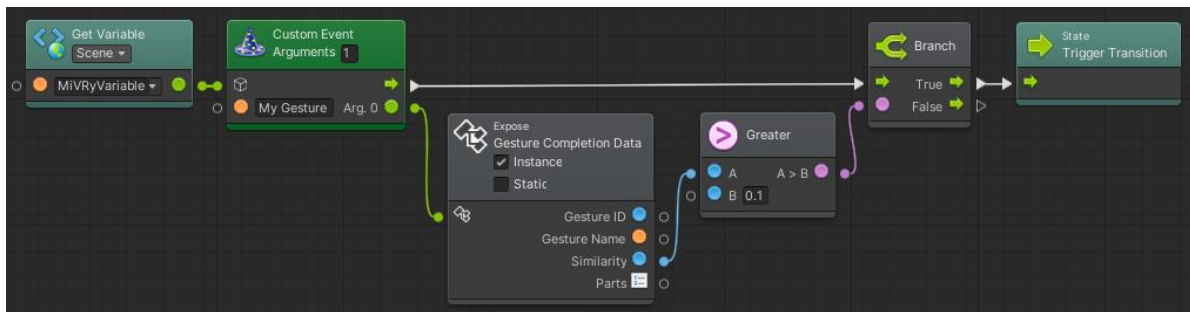 Get Variable
Scene
MiVRyVariable
Custom Event
Arguments 1
My Gesture Arg. 0
Expose
Gesture Completion Data
Instance
Static
Gesture ID
Gesture Name
Similarity
Parts
Greater
A A > B
B 0.1
Branch
True
False
State
Trigger Transition